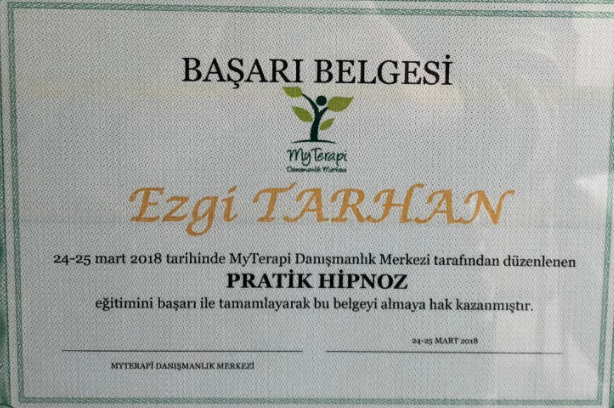 BAŞARI BELGESİ
MyTerapi
Danışmanlık Merkezi
Ezgi TARHAN
24-25 mart 2018 tarihinde MyTerapi Danışmanlık Merkezi tarafından düzenlenen
PRATİK HİPNOZ
eğitimini başarı ile tamamlayarak bu belgeyi almaya hak kazanmıştır.
24-25 MART 2018
MYTERAPİ DANIŞMANLIK MERKEZİ